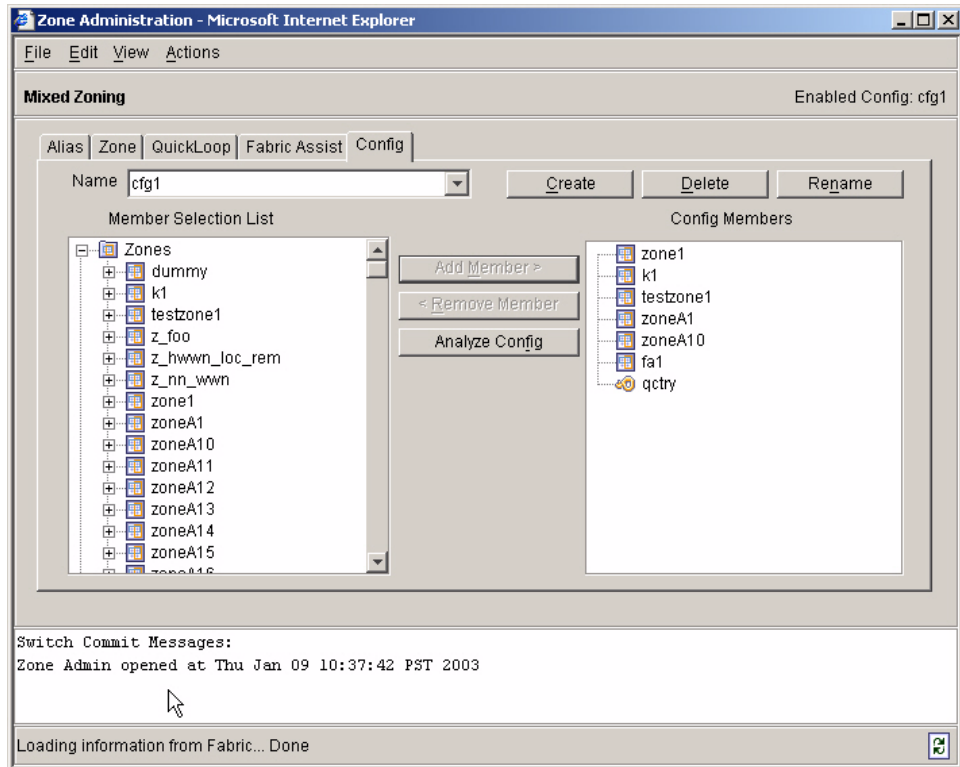 Zone Administration - Microsoft Internet Explorer
File Edit View Actions
Mixed Zoning Enabled Config: cfg1
Alias Zone QuickLoop Fabric Assist Config
Name cfg1 Create Delete Rename
Member Selection List Config Members
Zones
dummy
k1
testzone1
z_foo
z_hwwn_loc_rem
z_nn_wwn
zone1
zoneA1
zoneA10
zoneA11
zoneA12
zoneA13
zoneA14
zoneA15
zoneA16
Add Member >
< Remove Member
Analyze Config
zone1
k1
testzone1
zoneA1
zoneA10
fa1
qctry
Switch Commit Messages:
Zone Admin opened at Thu Jan 09 10:37:42 PST 2003
Loading information from Fabric... Done